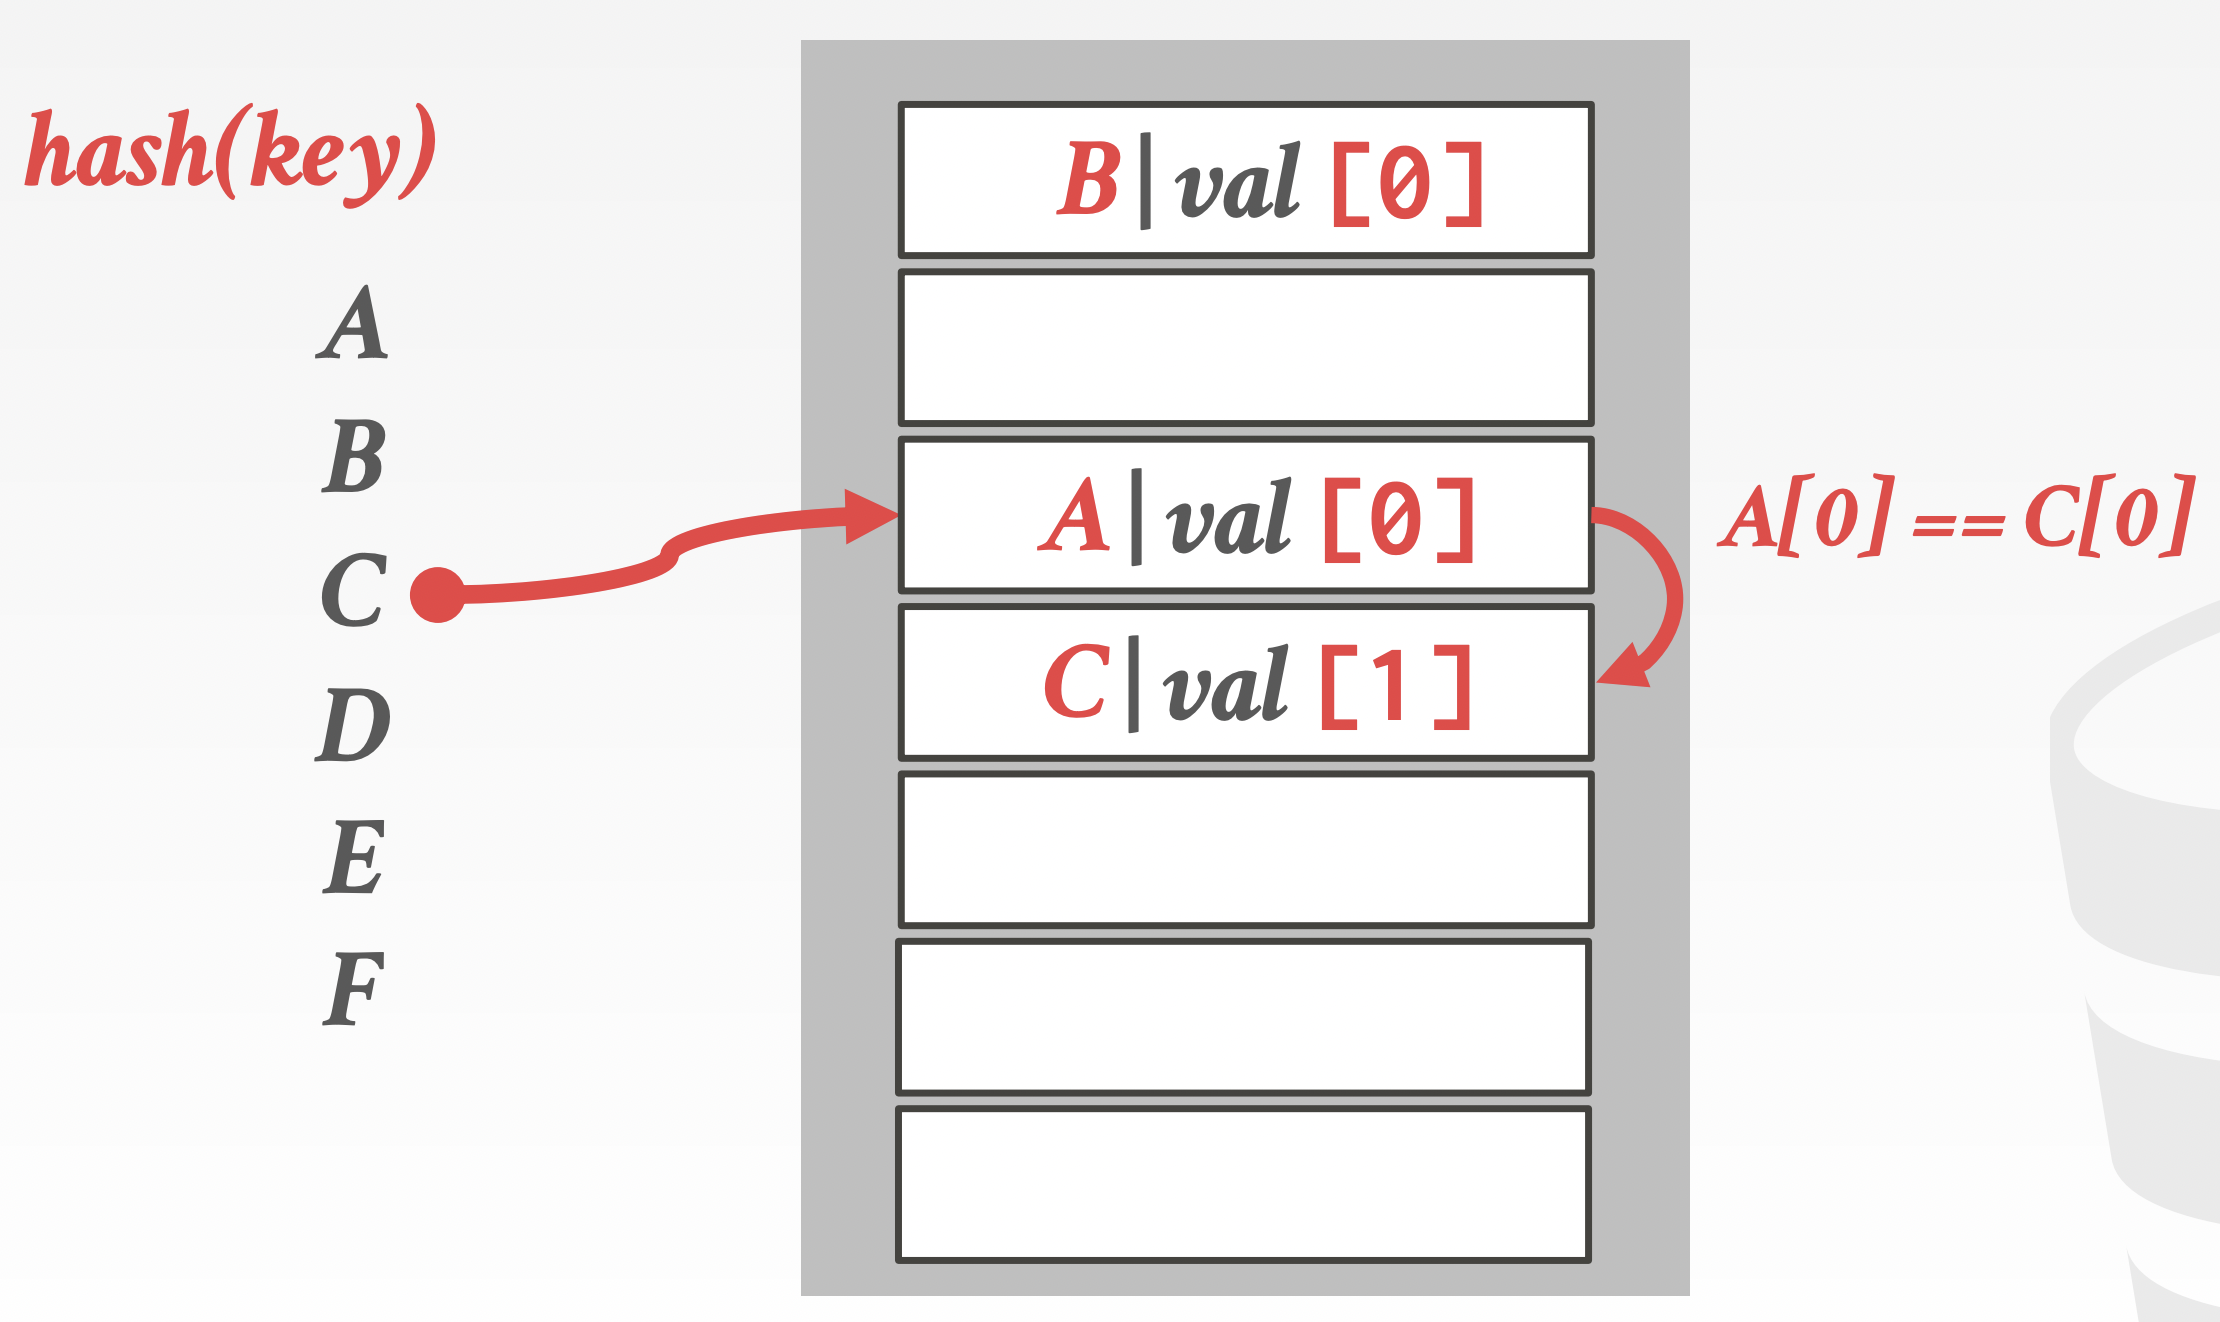 hash(key)
A
B
C
D
E
F
B|val [0]
A|val [0]
C|val [1]
A[0] == C[0]